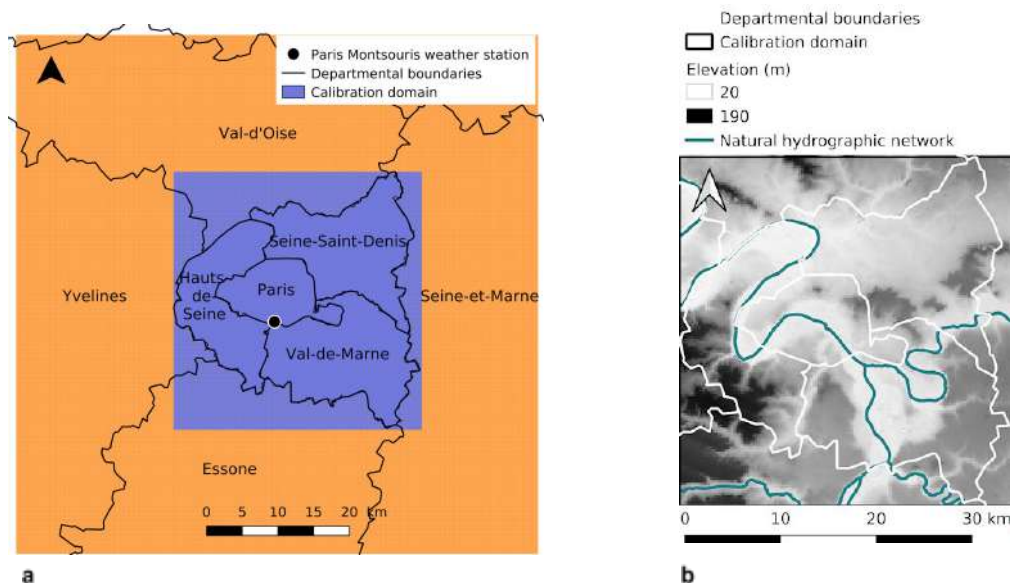 Paris Montsouris weather station
Departmental boundaries
Calibration domain
Val-d'Oise
Seine-Saint-Denis
Hauts
de
Seine
Paris
Yvelines
Seine-et-Marne
Val-de-Marne
Essone
0 5 10 15 20 km
a
Departmental boundaries
Calibration domain
Elevation (m)
20
190
Natural hydrographic network
0 10 20 30 km
b